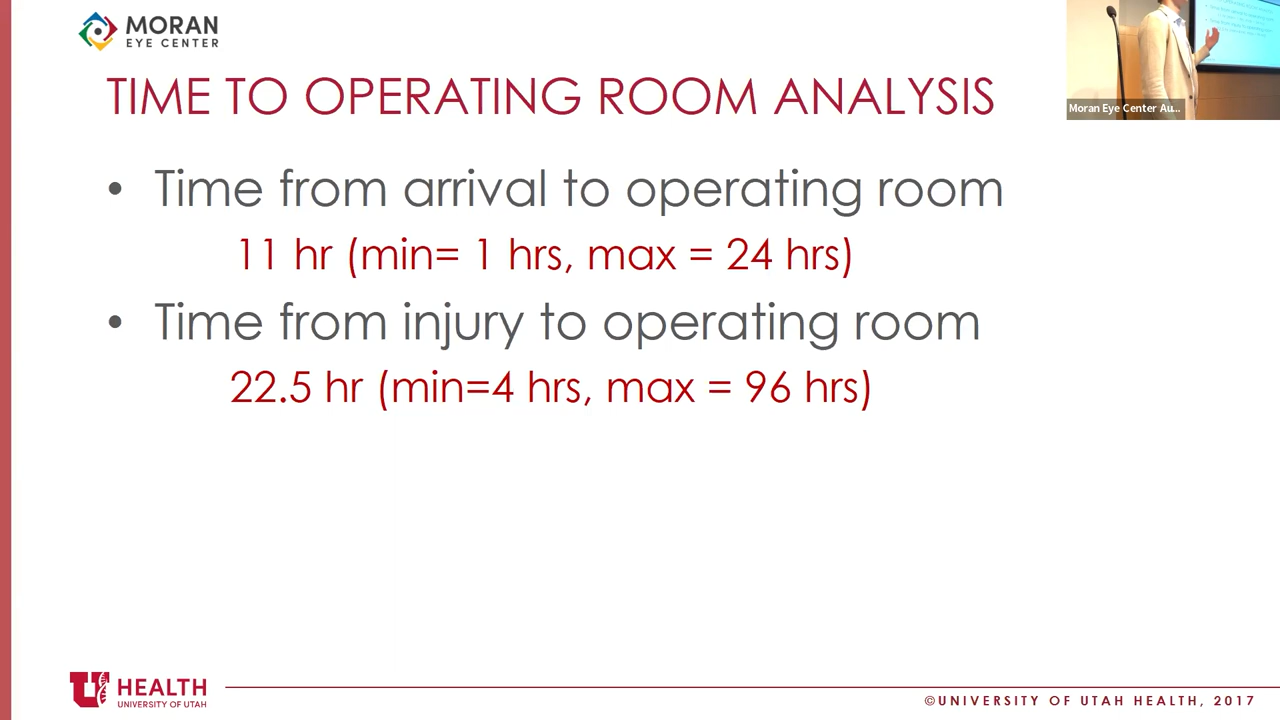 MORAN
EYE CENTER
Moran Eye Center Au...
TIME TO OPERATING ROOM ANALYSIS
• Time from arrival to operating room
11 hr (min= 1 hrs, max = 24 hrs)
• Time from injury to operating room
22.5 hr (min=4 hrs, max = 96 hrs)
U HEALTH
UNIVERSITY OF UTAH
©UNIVERSITY OF UTAH HEALTH, 2017